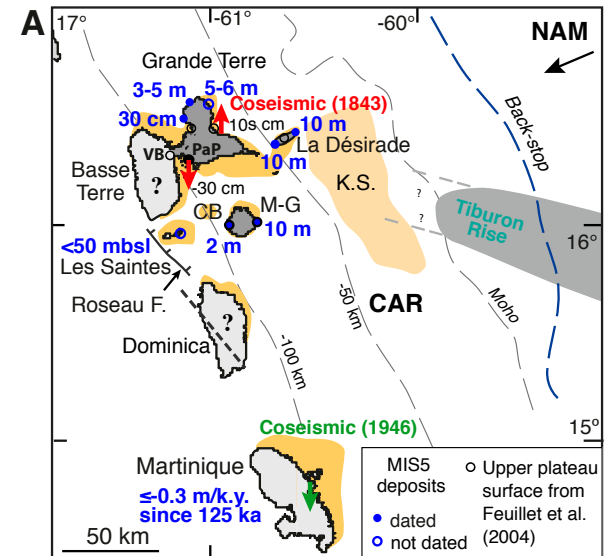 A
17°
-61°
-60°
NAM
Grande Terre
3-5 m
5-6 m
Coseismic (1843)
30 cm
10s cm
10 m
La Désirade
VB
PaP
10 m
Basse
Terre
?
-30 cm
K.S.
Back-stop
CB
M-G
?
?
Tiburon
Rise
16°
<50 mbsl
2 m
10 m
Les Saintes
Roseau F.
-50 km
CAR
Moho
?
Dominica
-100 km
Coseismic (1946)
15°
Martinique
≤-0.3 m/k.y.
since 125 ka
50 km
MIS5
deposits
dated
not dated
Upper plateau
surface from
Feuillet et al.
(2004)